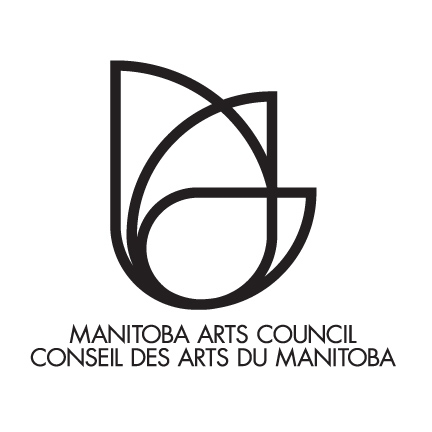 MANITOBA ARTS COUNCIL
CONSEIL DES ARTS DU MANITOBA